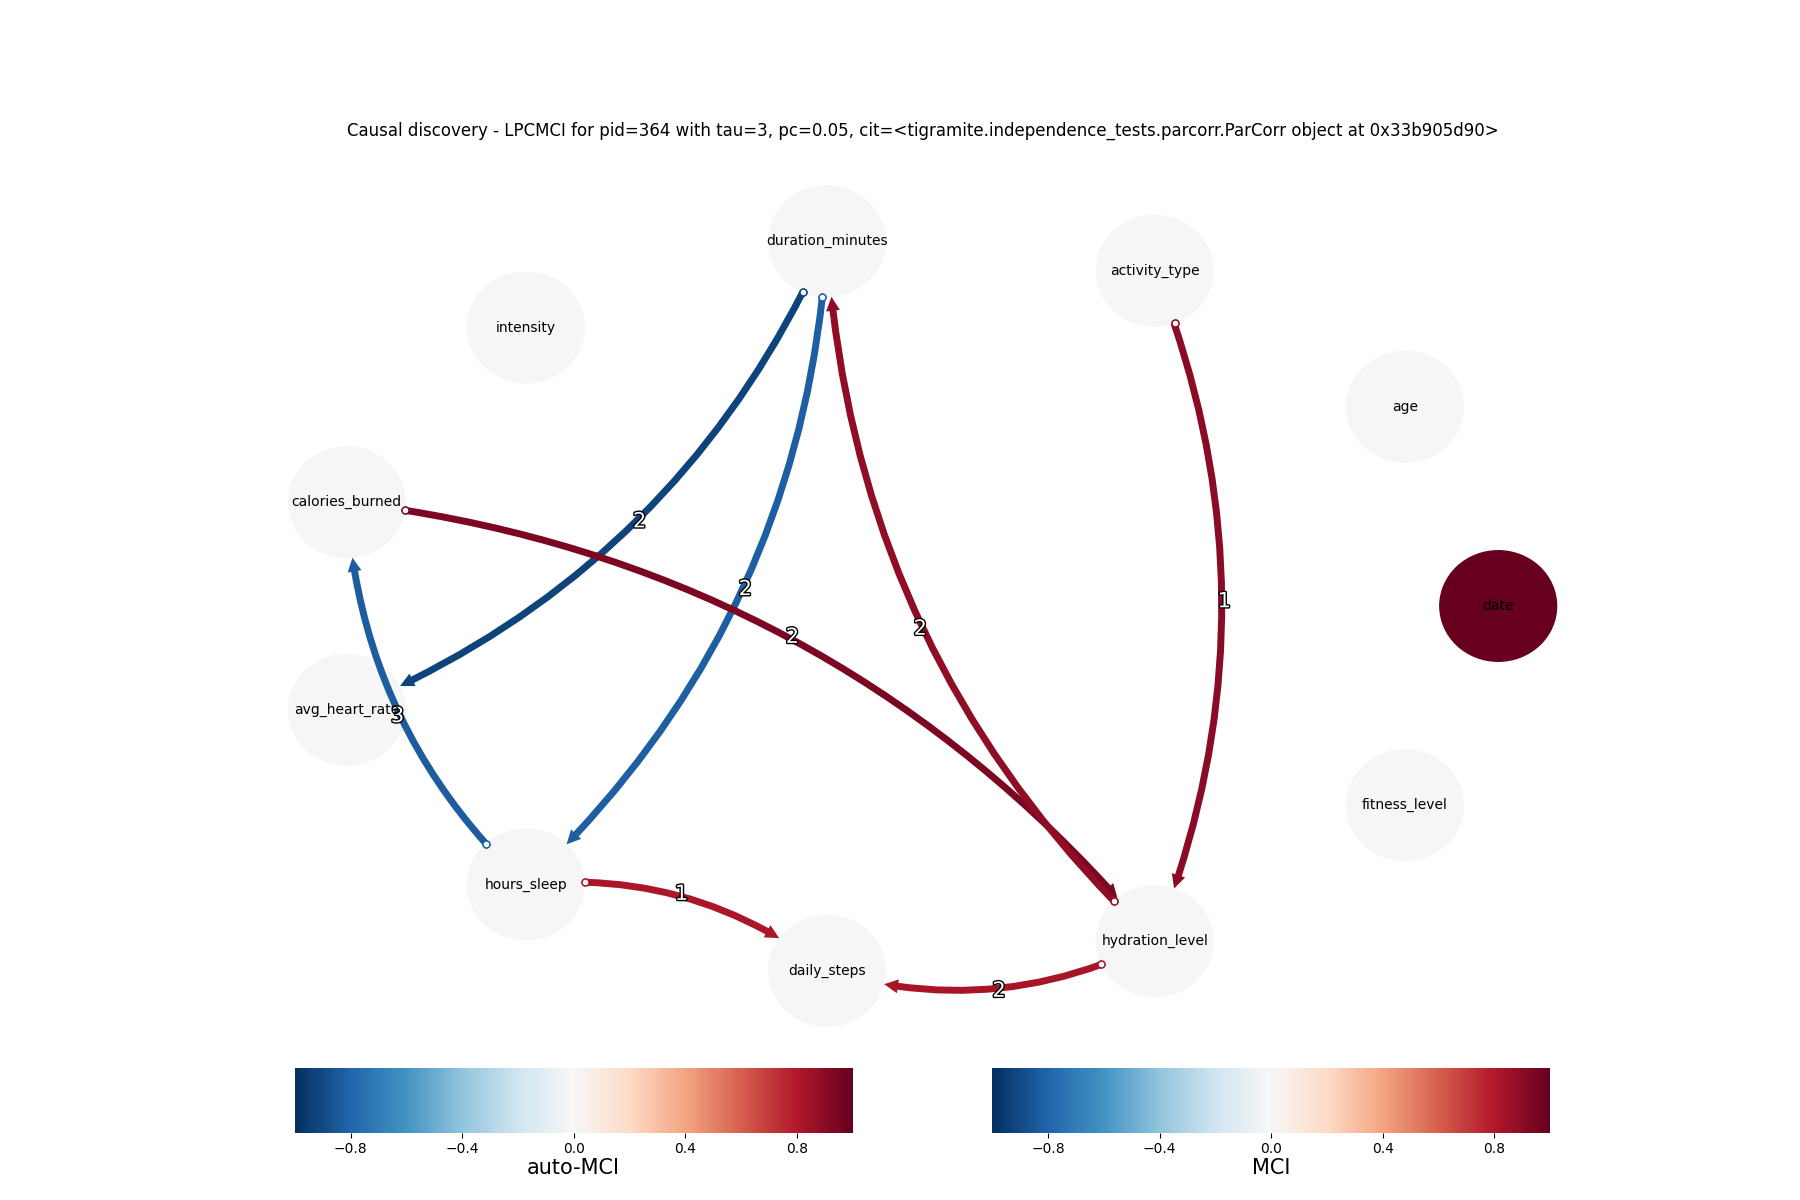 Causal discovery - LPCMCI for pid=364 with tau=3, pc=0.05, cit=<tigramite.independence_tests.parcorr.ParCorr object at 0x33b905d90>
duration_minutes
activity_type
intensity
age
calories_burned
2
2
1
date
2
2
avg_heart_rate
3
fitness_level
hours_sleep
1
hydration_level
daily_steps
2
−0.8 −0.4 0.0 0.4 0.8
auto-MCI
−0.8 −0.4 0.0 0.4 0.8
MCI